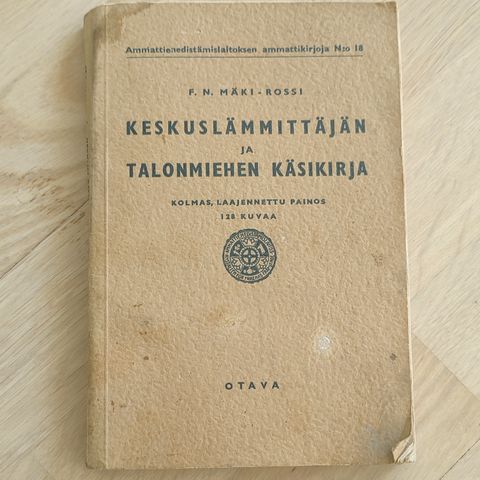 Ammattienedistämislaitoksen ammattikirjoja N:o 18
F. N. MÄKI-ROSSI
KESKUSLÄMMITTÄJÄN
JA
TALONMIEHEN KÄSIKIRJA
KOLMAS, LAAJENNETTU PAINOS
128 KUVAA
OTAVA